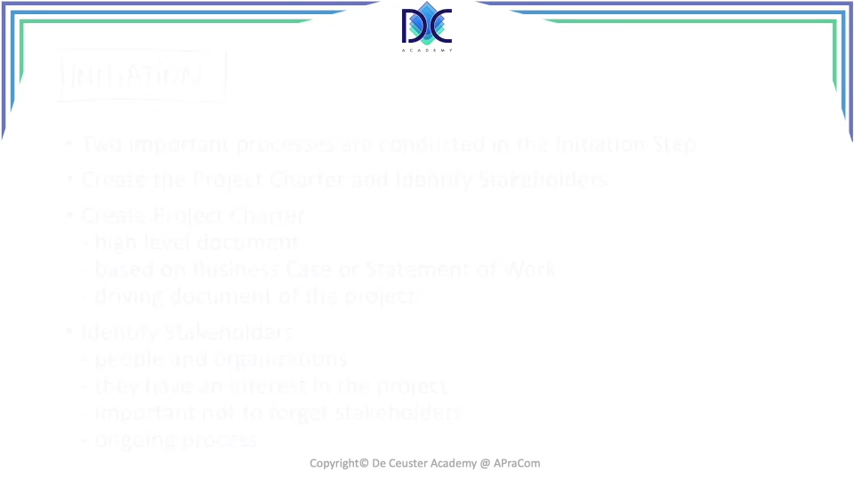 DC
ACADEMY
INITIATION
• Two important processes are conducted in the Initiation Step
• Create the Project Charter and Identify Stakeholders
• Create Project Charter
- high level document
- based on Business Case or Statement of Work
- driving document of the project
• Identify Stakeholders
- people and organizations
- they have an interest in the project
- important not to forget stakeholders
- ongoing process
Copyright© De Ceuster Academy @ APraCom